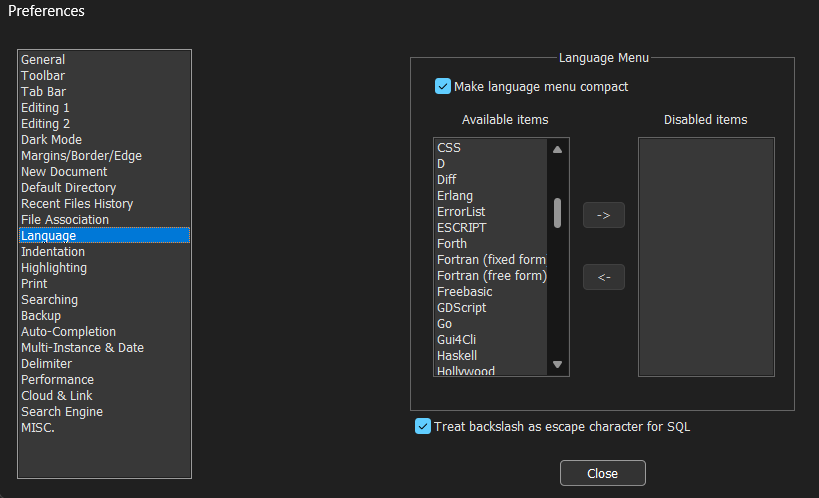 Preferences
General
Toolbar
Tab Bar
Editing 1
Editing 2
Dark Mode
Margins/Border/Edge
New Document
Default Directory
Recent Files History
File Association
Language
Indentation
Highlighting
Print
Searching
Backup
Auto-Completion
Multi-Instance & Date
Delimiter
Performance
Cloud & Link
Search Engine
MISC.
Language Menu
Make language menu compact
Available items
CSS
D
Diff
Erlang
ErrorList
ESCRIPT
Forth
Fortran (fixed form
Fortran (free form)
Freebasic
GDScript
Go
Gui4Cli
Haskell
Hollywood
->
<-
Disabled items
Treat backslash as escape character for SQL
Close